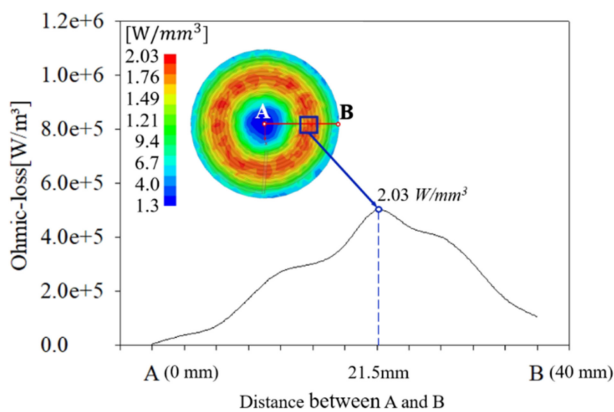 [W/mm³]
2.03
1.76
1.49
1.21
9.4
6.7
4.0
1.3
A
B
Ohmic-loss[W/m³]
1.2e+6
1.0e+6
8.0e+5
6.0e+5
4.0e+5
2.0e+5
0.0
2.03 W/mm³
A (0 mm)
21.5mm
B (40 mm)
Distance between A and B